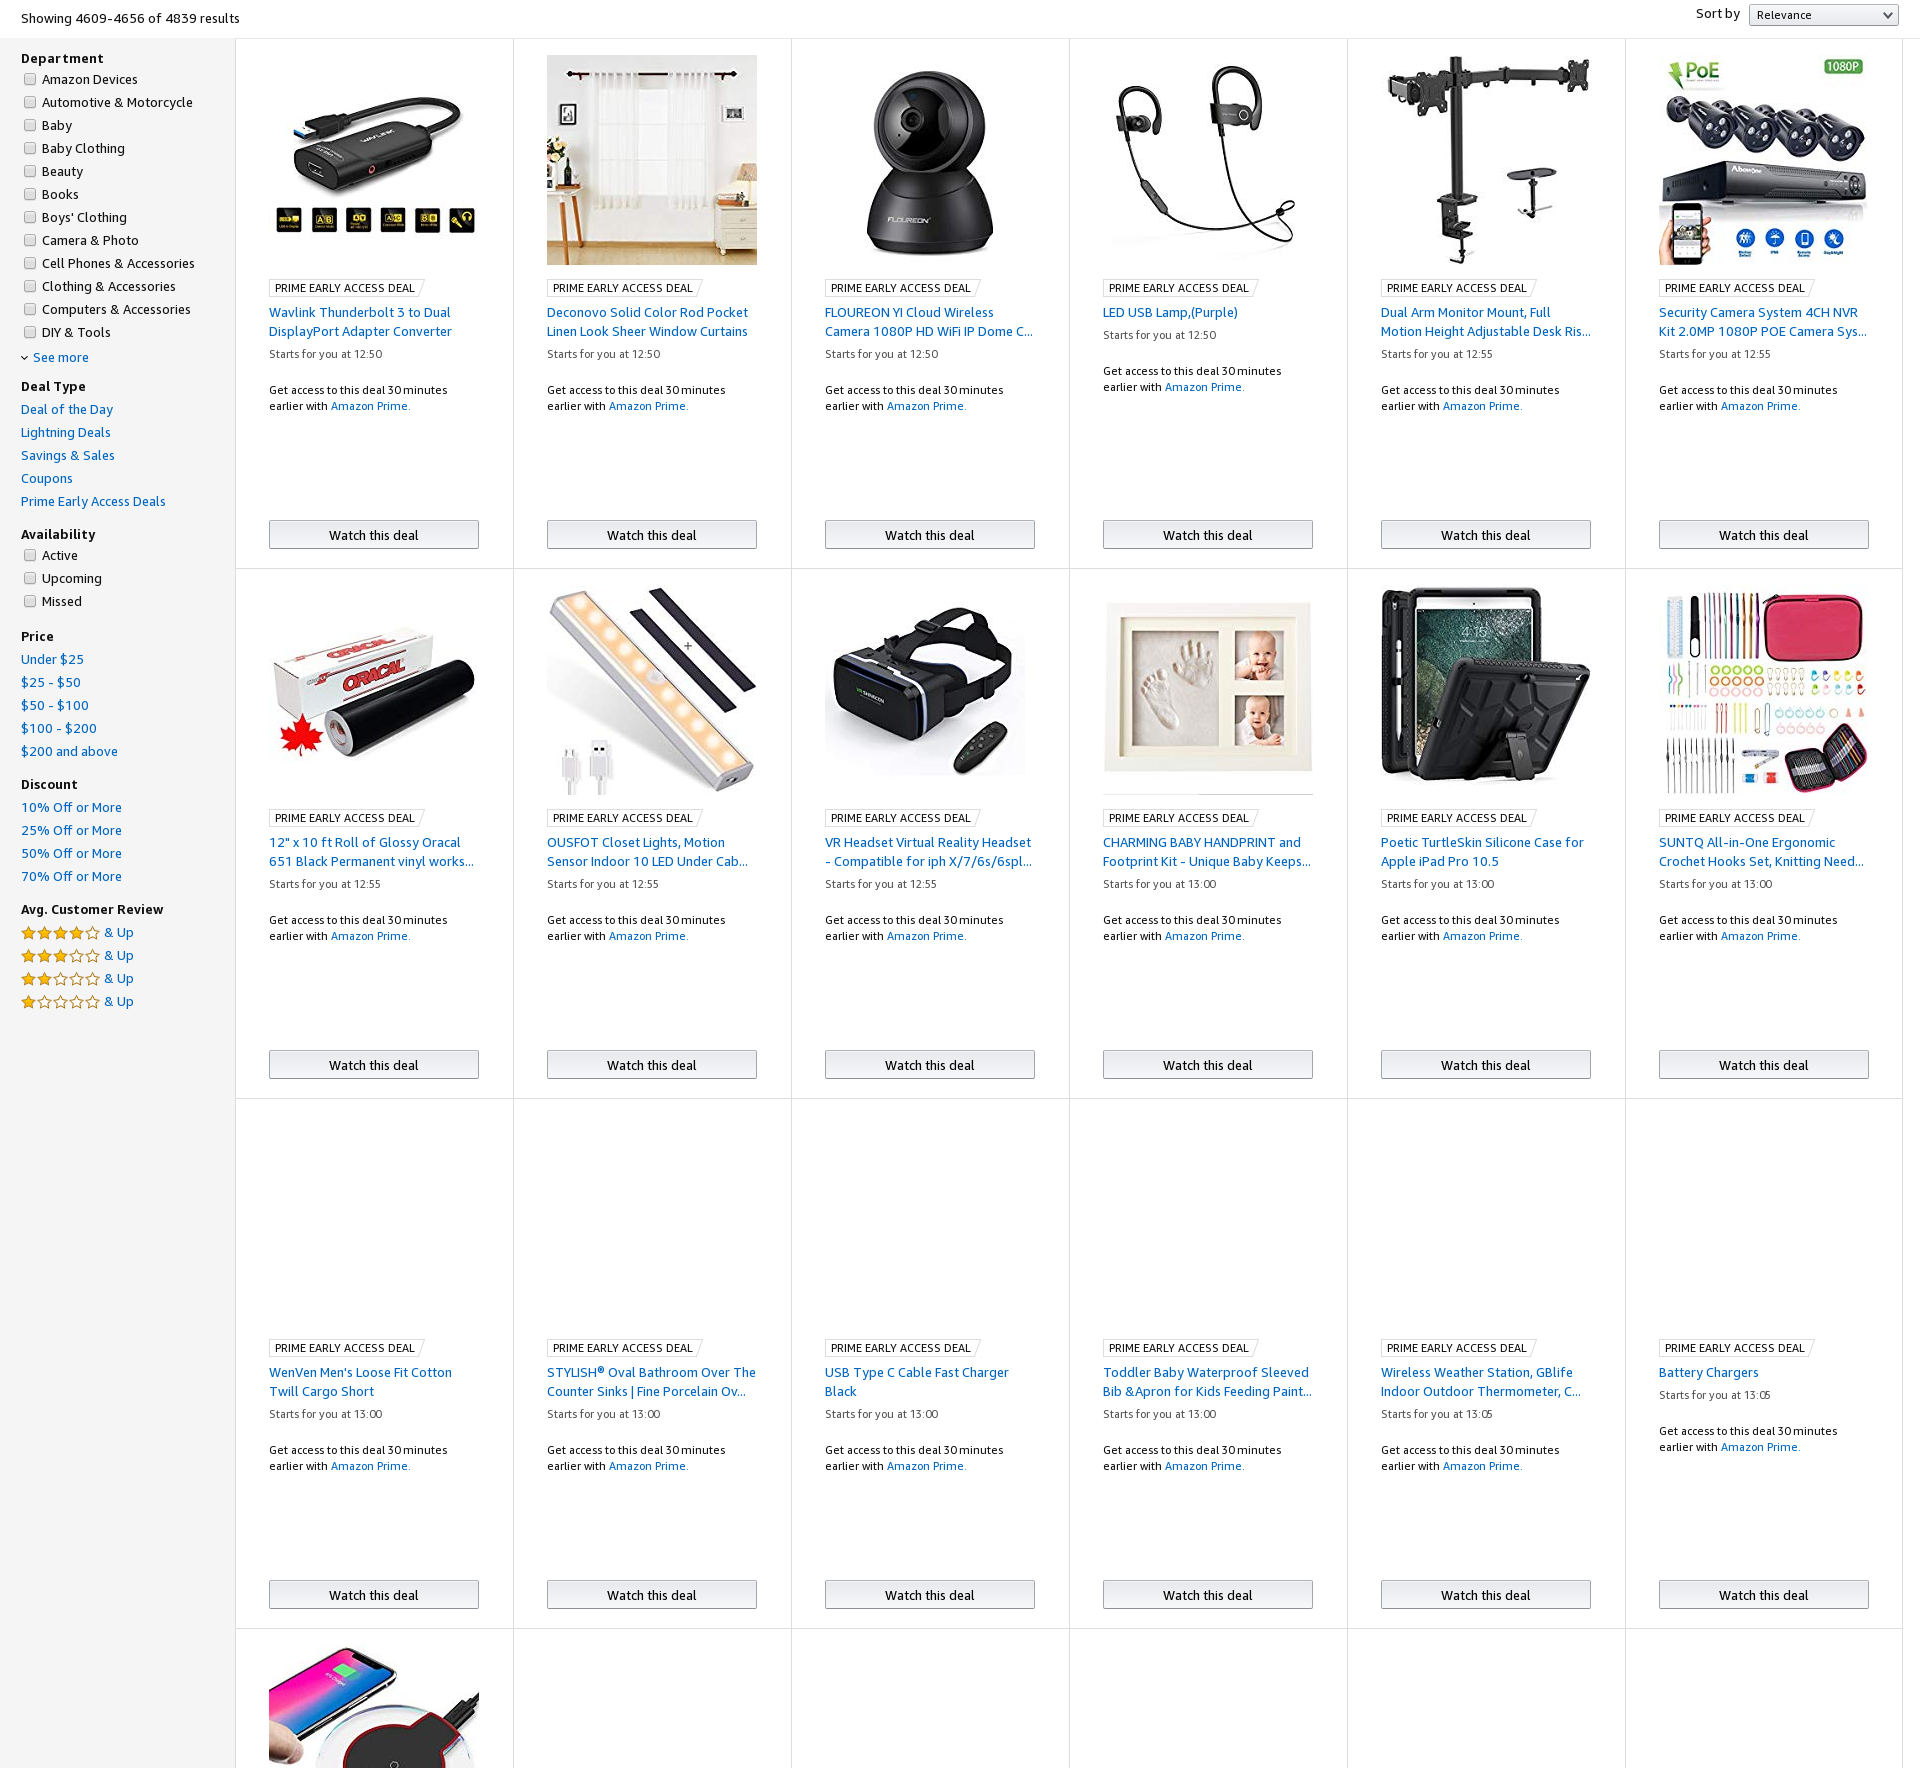 Showing 4609-4656 of 4839 results
Sort by Relevance
Department
Amazon Devices
Automotive & Motorcycle
Baby
Baby Clothing
Beauty
Books
Boys' Clothing
Camera & Photo
Cell Phones & Accessories
Clothing & Accessories
Computers & Accessories
DIY & Tools
See more
Deal Type
Deal of the Day
Lightning Deals
Savings & Sales
Coupons
Prime Early Access Deals
Availability
Active
Upcoming
Missed
Price
Under $25
$25 - $50
$50 - $100
$100 - $200
$200 and above
Discount
10% Off or More
25% Off or More
50% Off or More
70% Off or More
Avg. Customer Review
& Up
& Up
& Up
& Up
WAVLINK
PRIME EARLY ACCESS DEAL
Wavlink Thunderbolt 3 to Dual
DisplayPort Adapter Converter
Starts for you at 12:50
Get access to this deal 30 minutes
earlier with Amazon Prime.
Watch this deal
PRIME EARLY ACCESS DEAL
Deconovo Solid Color Rod Pocket
Linen Look Sheer Window Curtains
Starts for you at 12:50
Get access to this deal 30 minutes
earlier with Amazon Prime.
Watch this deal
FLOUREON
PRIME EARLY ACCESS DEAL
FLOUREON YI Cloud Wireless
Camera 1080P HD WiFi IP Dome C...
Starts for you at 12:50
Get access to this deal 30 minutes
earlier with Amazon Prime.
Watch this deal
PRIME EARLY ACCESS DEAL
LED USB Lamp,(Purple)
Starts for you at 12:50
Get access to this deal 30 minutes
earlier with Amazon Prime.
Watch this deal
PRIME EARLY ACCESS DEAL
Dual Arm Monitor Mount, Full
Motion Height Adjustable Desk Ris...
Starts for you at 12:55
Get access to this deal 30 minutes
earlier with Amazon Prime.
Watch this deal
PoE
1080P
PRIME EARLY ACCESS DEAL
Security Camera System 4CH NVR
Kit 2.0MP 1080P POE Camera Sys...
Starts for you at 12:55
Get access to this deal 30 minutes
earlier with Amazon Prime.
Watch this deal
ORACAL
ORACAL
PRIME EARLY ACCESS DEAL
12" x 10 ft Roll of Glossy Oracal
651 Black Permanent vinyl works...
Starts for you at 12:55
Get access to this deal 30 minutes
earlier with Amazon Prime.
Watch this deal
+
PRIME EARLY ACCESS DEAL
OUSFOT Closet Lights, Motion
Sensor Indoor 10 LED Under Cab...
Starts for you at 12:55
Get access to this deal 30 minutes
earlier with Amazon Prime.
Watch this deal
VR SHINECON
PRIME EARLY ACCESS DEAL
VR Headset Virtual Reality Headset
- Compatible for iph X/7/6s/6spl...
Starts for you at 12:55
Get access to this deal 30 minutes
earlier with Amazon Prime.
Watch this deal
PRIME EARLY ACCESS DEAL
CHARMING BABY HANDPRINT and
Footprint Kit - Unique Baby Keeps...
Starts for you at 13:00
Get access to this deal 30 minutes
earlier with Amazon Prime.
Watch this deal
4:15
PRIME EARLY ACCESS DEAL
Poetic TurtleSkin Silicone Case for
Apple iPad Pro 10.5
Starts for you at 13:00
Get access to this deal 30 minutes
earlier with Amazon Prime.
Watch this deal
PRIME EARLY ACCESS DEAL
SUNTQ All-in-One Ergonomic
Crochet Hooks Set, Knitting Need...
Starts for you at 13:00
Get access to this deal 30 minutes
earlier with Amazon Prime.
Watch this deal
PRIME EARLY ACCESS DEAL
WenVen Men's Loose Fit Cotton
Twill Cargo Short
Starts for you at 13:00
Get access to this deal 30 minutes
earlier with Amazon Prime.
Watch this deal
PRIME EARLY ACCESS DEAL
STYLISH® Oval Bathroom Over The
Counter Sinks | Fine Porcelain Ov...
Starts for you at 13:00
Get access to this deal 30 minutes
earlier with Amazon Prime.
Watch this deal
PRIME EARLY ACCESS DEAL
USB Type C Cable Fast Charger
Black
Starts for you at 13:00
Get access to this deal 30 minutes
earlier with Amazon Prime.
Watch this deal
PRIME EARLY ACCESS DEAL
Toddler Baby Waterproof Sleeved
Bib &Apron for Kids Feeding Paint...
Starts for you at 13:00
Get access to this deal 30 minutes
earlier with Amazon Prime.
Watch this deal
PRIME EARLY ACCESS DEAL
Wireless Weather Station, GBlife
Indoor Outdoor Thermometer, C...
Starts for you at 13:05
Get access to this deal 30 minutes
earlier with Amazon Prime.
Watch this deal
PRIME EARLY ACCESS DEAL
Battery Chargers
Starts for you at 13:05
Get access to this deal 30 minutes
earlier with Amazon Prime.
Watch this deal